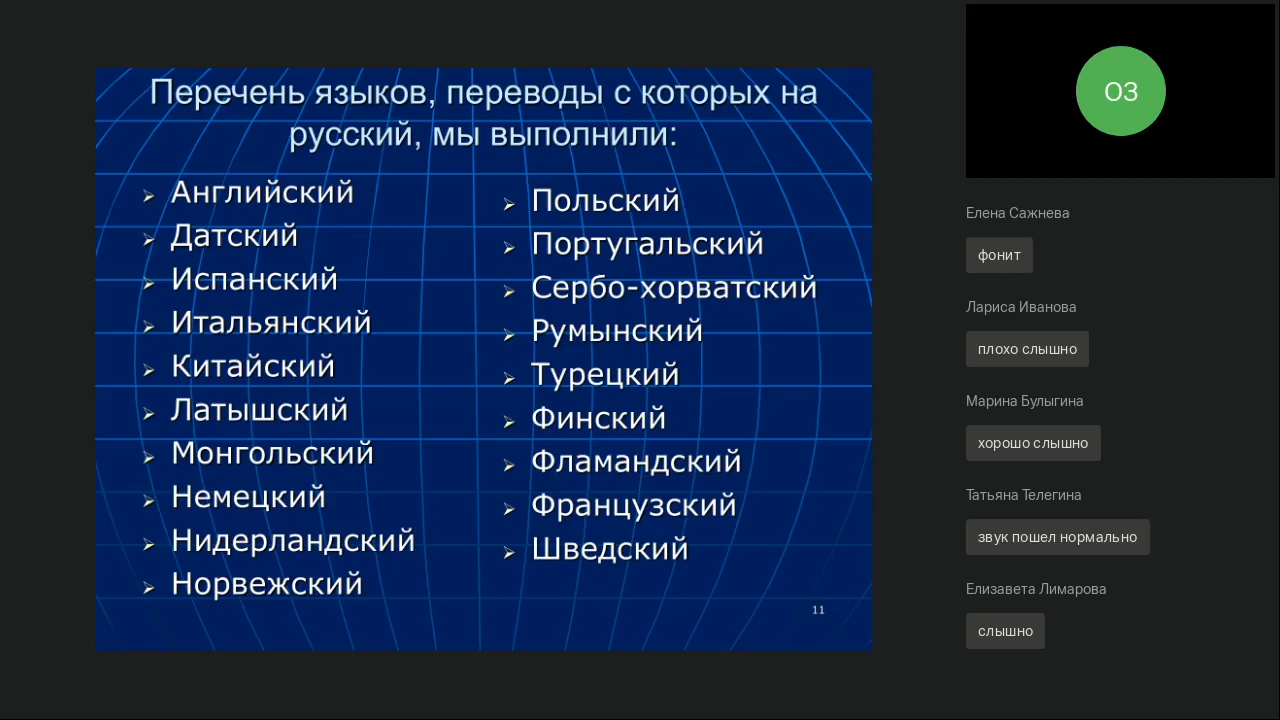 Перечень языков, переводы с которых на
русский, мы выполнили:
Английский
Датский
Испанский
Итальянский
Китайский
Латышский
Монгольский
Немецкий
Нидерландский
Норвежский
Польский
Португальский
Сербо-хорватский
Румынский
Турецкий
Финский
Фламандский
Французский
Шведский
11
ОЗ
Елена Сажнева
фонит
Лариса Иванова
плохо слышно
Марина Булыгина
хорошо слышно
Татьяна Телегина
звук пошел нормально
Елизавета Лимарова
слышно